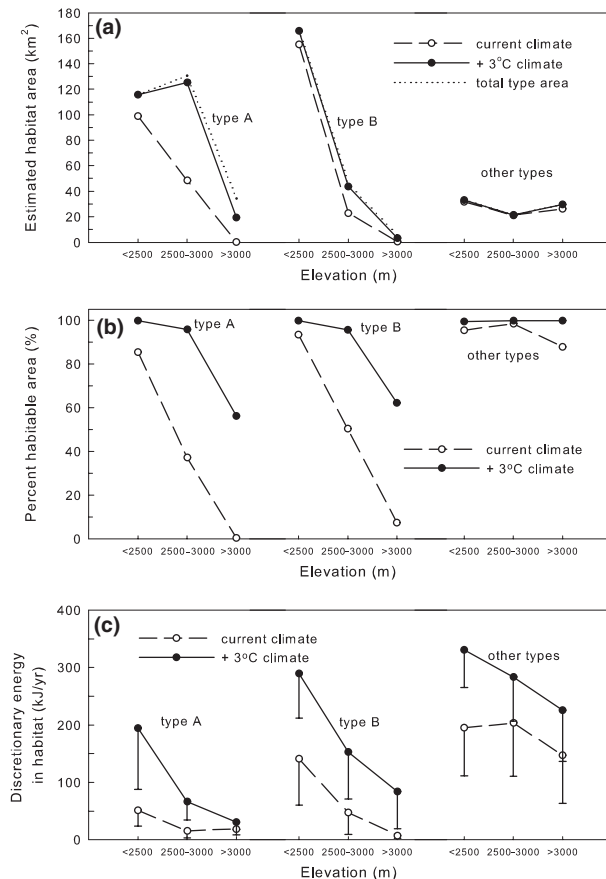 (a)
Estimated habitat area (km2)
180
160
140
120
100
80
60
40
20
0
type A
type B
other types
current climate
+ 3°C climate
total type area
<2500 2500–3000 >3000 <2500 2500–3000 >3000 <2500 2500–3000 >3000
Elevation (m)
(b)
Percent habitable area (%)
100
80
60
40
20
0
type A
type B
other types
current climate
+ 3ºC climate
<2500 2500–3000 >3000 <2500 2500–3000 >3000 <2500 2500–3000 >3000
Elevation (m)
(c)
Discretionary energy
in habitat (kJ/yr)
400
300
200
100
0
current climate
+ 3ºC climate
type A
type B
other types
<2500 2500–3000 >3000 <2500 2500–3000 >3000 <2500 2500–3000 >3000
Elevation (m)